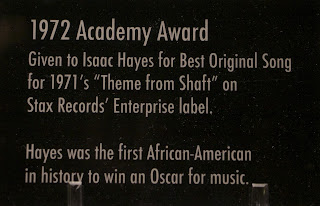 1972 Academy Award
Given to Isaac Hayes for Best Original Song
for 1971's "Theme from Shaft" on
Stax Records' Enterprise label.
Hayes was the first African-American
in history to win an Oscar for music.